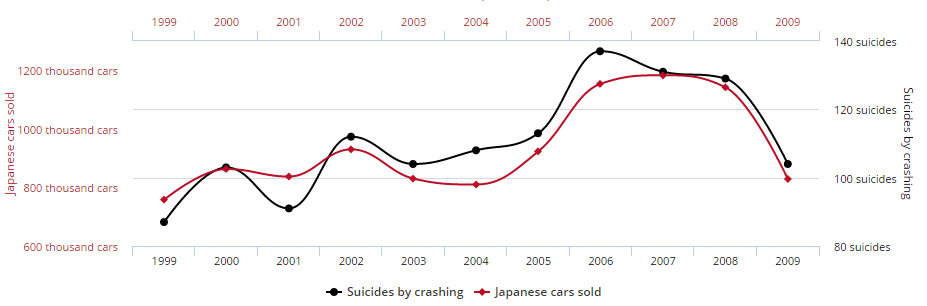 1999 2000 2001 2002 2003 2004 2005 2006 2007 2008 2009
140 suicides
1200 thousand cars
120 suicides
1000 thousand cars
100 suicides
800 thousand cars
600 thousand cars
80 suicides
Japanese cars sold
Suicides by crashing
1999 2000 2001 2002 2003 2004 2005 2006 2007 2008 2009
Suicides by crashing Japanese cars sold